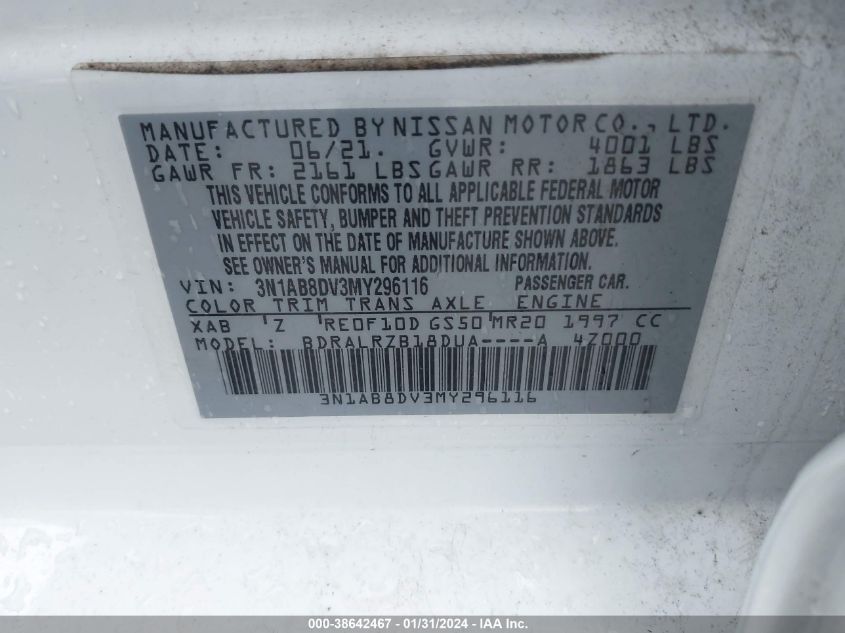 MANUFACTURED BY NISSAN MOTOR CO., LTD.
DATE: 06/21. GVWR: 4001 LBS
GAWR FR: 2161 LBS GAWR RR: 1863 LBS
THIS VEHICLE CONFORMS TO ALL APPLICABLE FEDERAL MOTOR
VEHICLE SAFETY, BUMPER AND THEFT PREVENTION STANDARDS
IN EFFECT ON THE DATE OF MANUFACTURE SHOWN ABOVE.
SEE OWNER'S MANUAL FOR ADDITIONAL INFORMATION.
VIN: 3N1AB8DV3MY296116 PASSENGER CAR.
COLOR TRIM TRANS AXLE ENGINE
XAB 'Z 'RE0F10D GS50'MR20 1997 CC
MODEL: BDRALRZB18DUA----A 4Z000
3N1AB8DV3MY296116
000-38642467 - 01/31/2024 - IAA Inc.